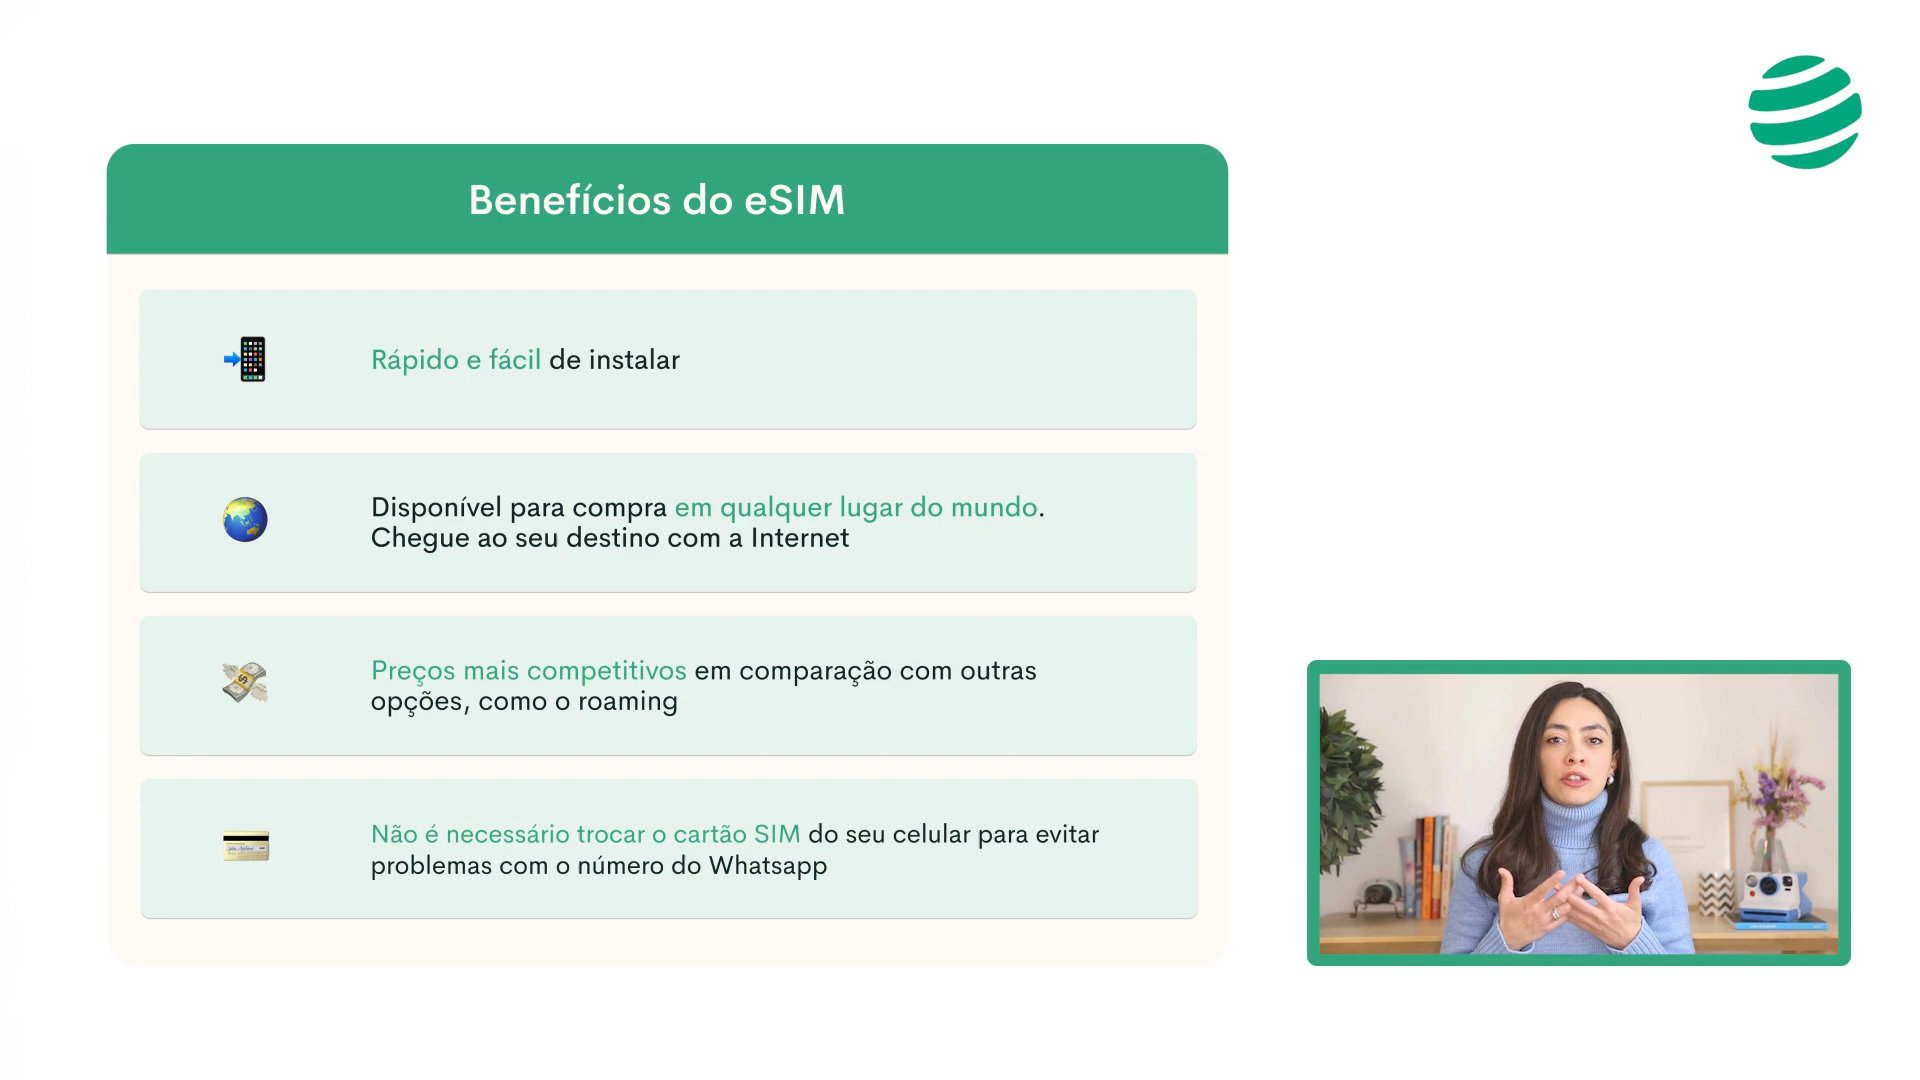 Benefícios do eSIM
Rápido e fácil de instalar
Disponível para compra em qualquer lugar do mundo.
Chegue ao seu destino com a Internet
Preços mais competitivos em comparação com outras
opções, como o roaming
Não é necessário trocar o cartão SIM do seu celular para evitar
problemas com o número do Whatsapp